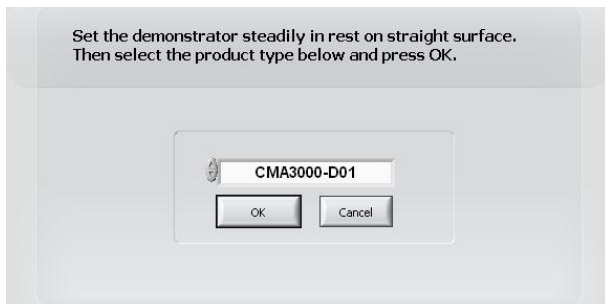 Set the demonstrator steadily in rest on straight surface.
Then select the product type below and press OK.
CMA3000-D01
OK Cancel